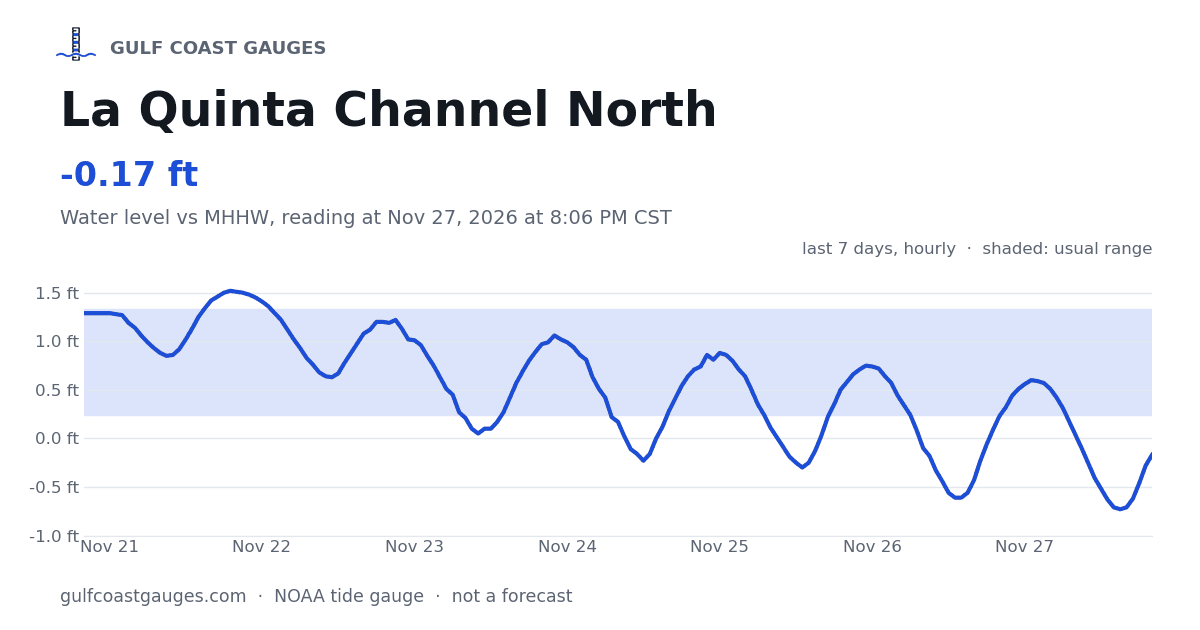 GULF COAST GAUGES
La Quinta Channel North
-0.17 ft
Water level vs MHHW, reading at Nov 27, 2026 at 8:06 PM CST
last 7 days, hourly · shaded: usual range
1.5 ft
1.0 ft
0.5 ft
0.0 ft
-0.5 ft
-1.0 ft
Nov 21 Nov 22 Nov 23 Nov 24 Nov 25 Nov 26 Nov 27
gulfcoastgauges.com · NOAA tide gauge · not a forecast